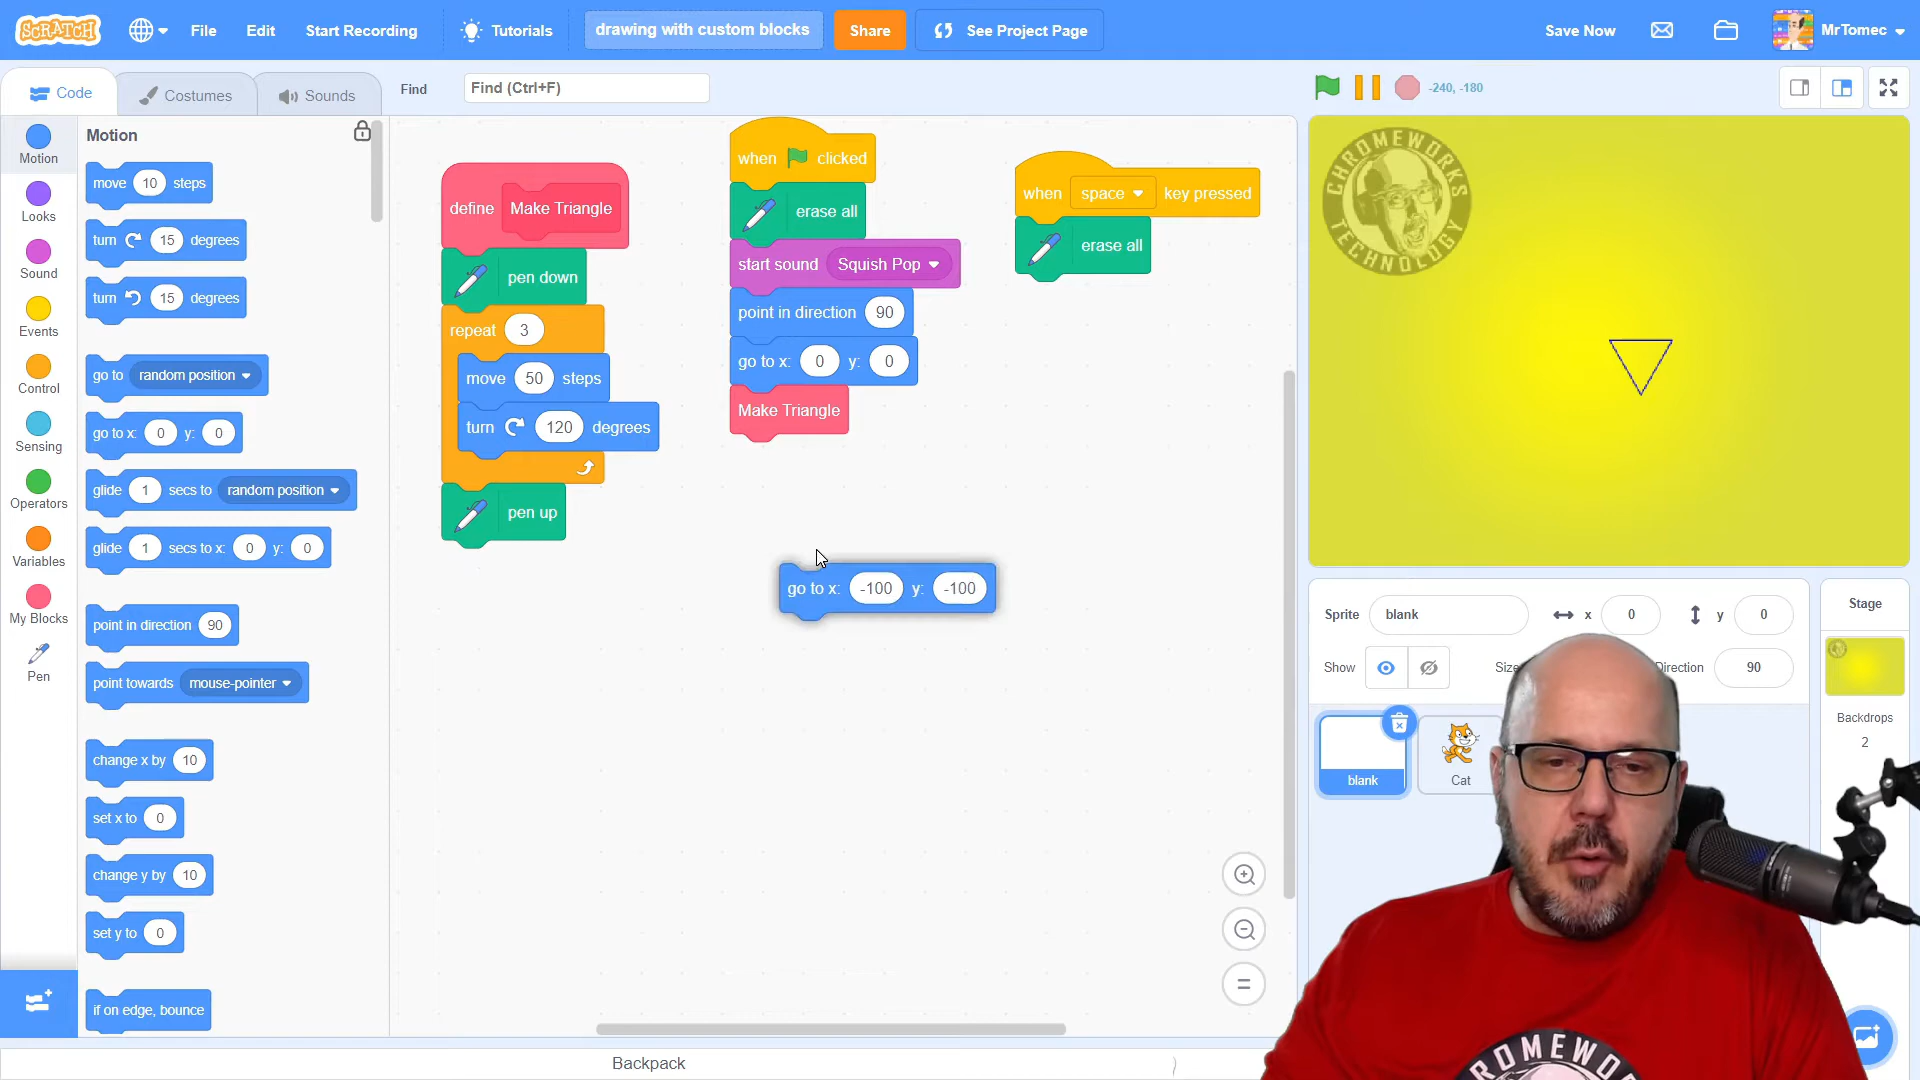 SCRATCH File Edit Start Recording Tutorials drawing with custom blocks Share See Project Page Save Now MrTomec
Code Costumes Sounds Find Find (Ctrl+F) -240, -180
Motion
Looks
Sound
Events
Control
Sensing
Operators
Variables
My Blocks
Pen
Motion
move 10 steps
turn 15 degrees
turn 15 degrees
go to random position
go to x: 0 y: 0
glide 1 secs to random position
glide 1 secs to x: 0 y: 0
point in direction 90
point towards mouse-pointer
change x by 10
set x to 0
change y by 10
set y to 0
if on edge, bounce
define Make Triangle
pen down
repeat 3
move 50 steps
turn 120 degrees
pen up
when clicked
erase all
start sound Squish Pop
point in direction 90
go to x: 0 y: 0
Make Triangle
go to x: -100 y: -100
when space key pressed
erase all
CHROMEWORKS
TECHNOLOGY
Sprite blank x 0 y 0
Show Direction 90
blank
Cat
Stage
Backdrops
2
Backpack